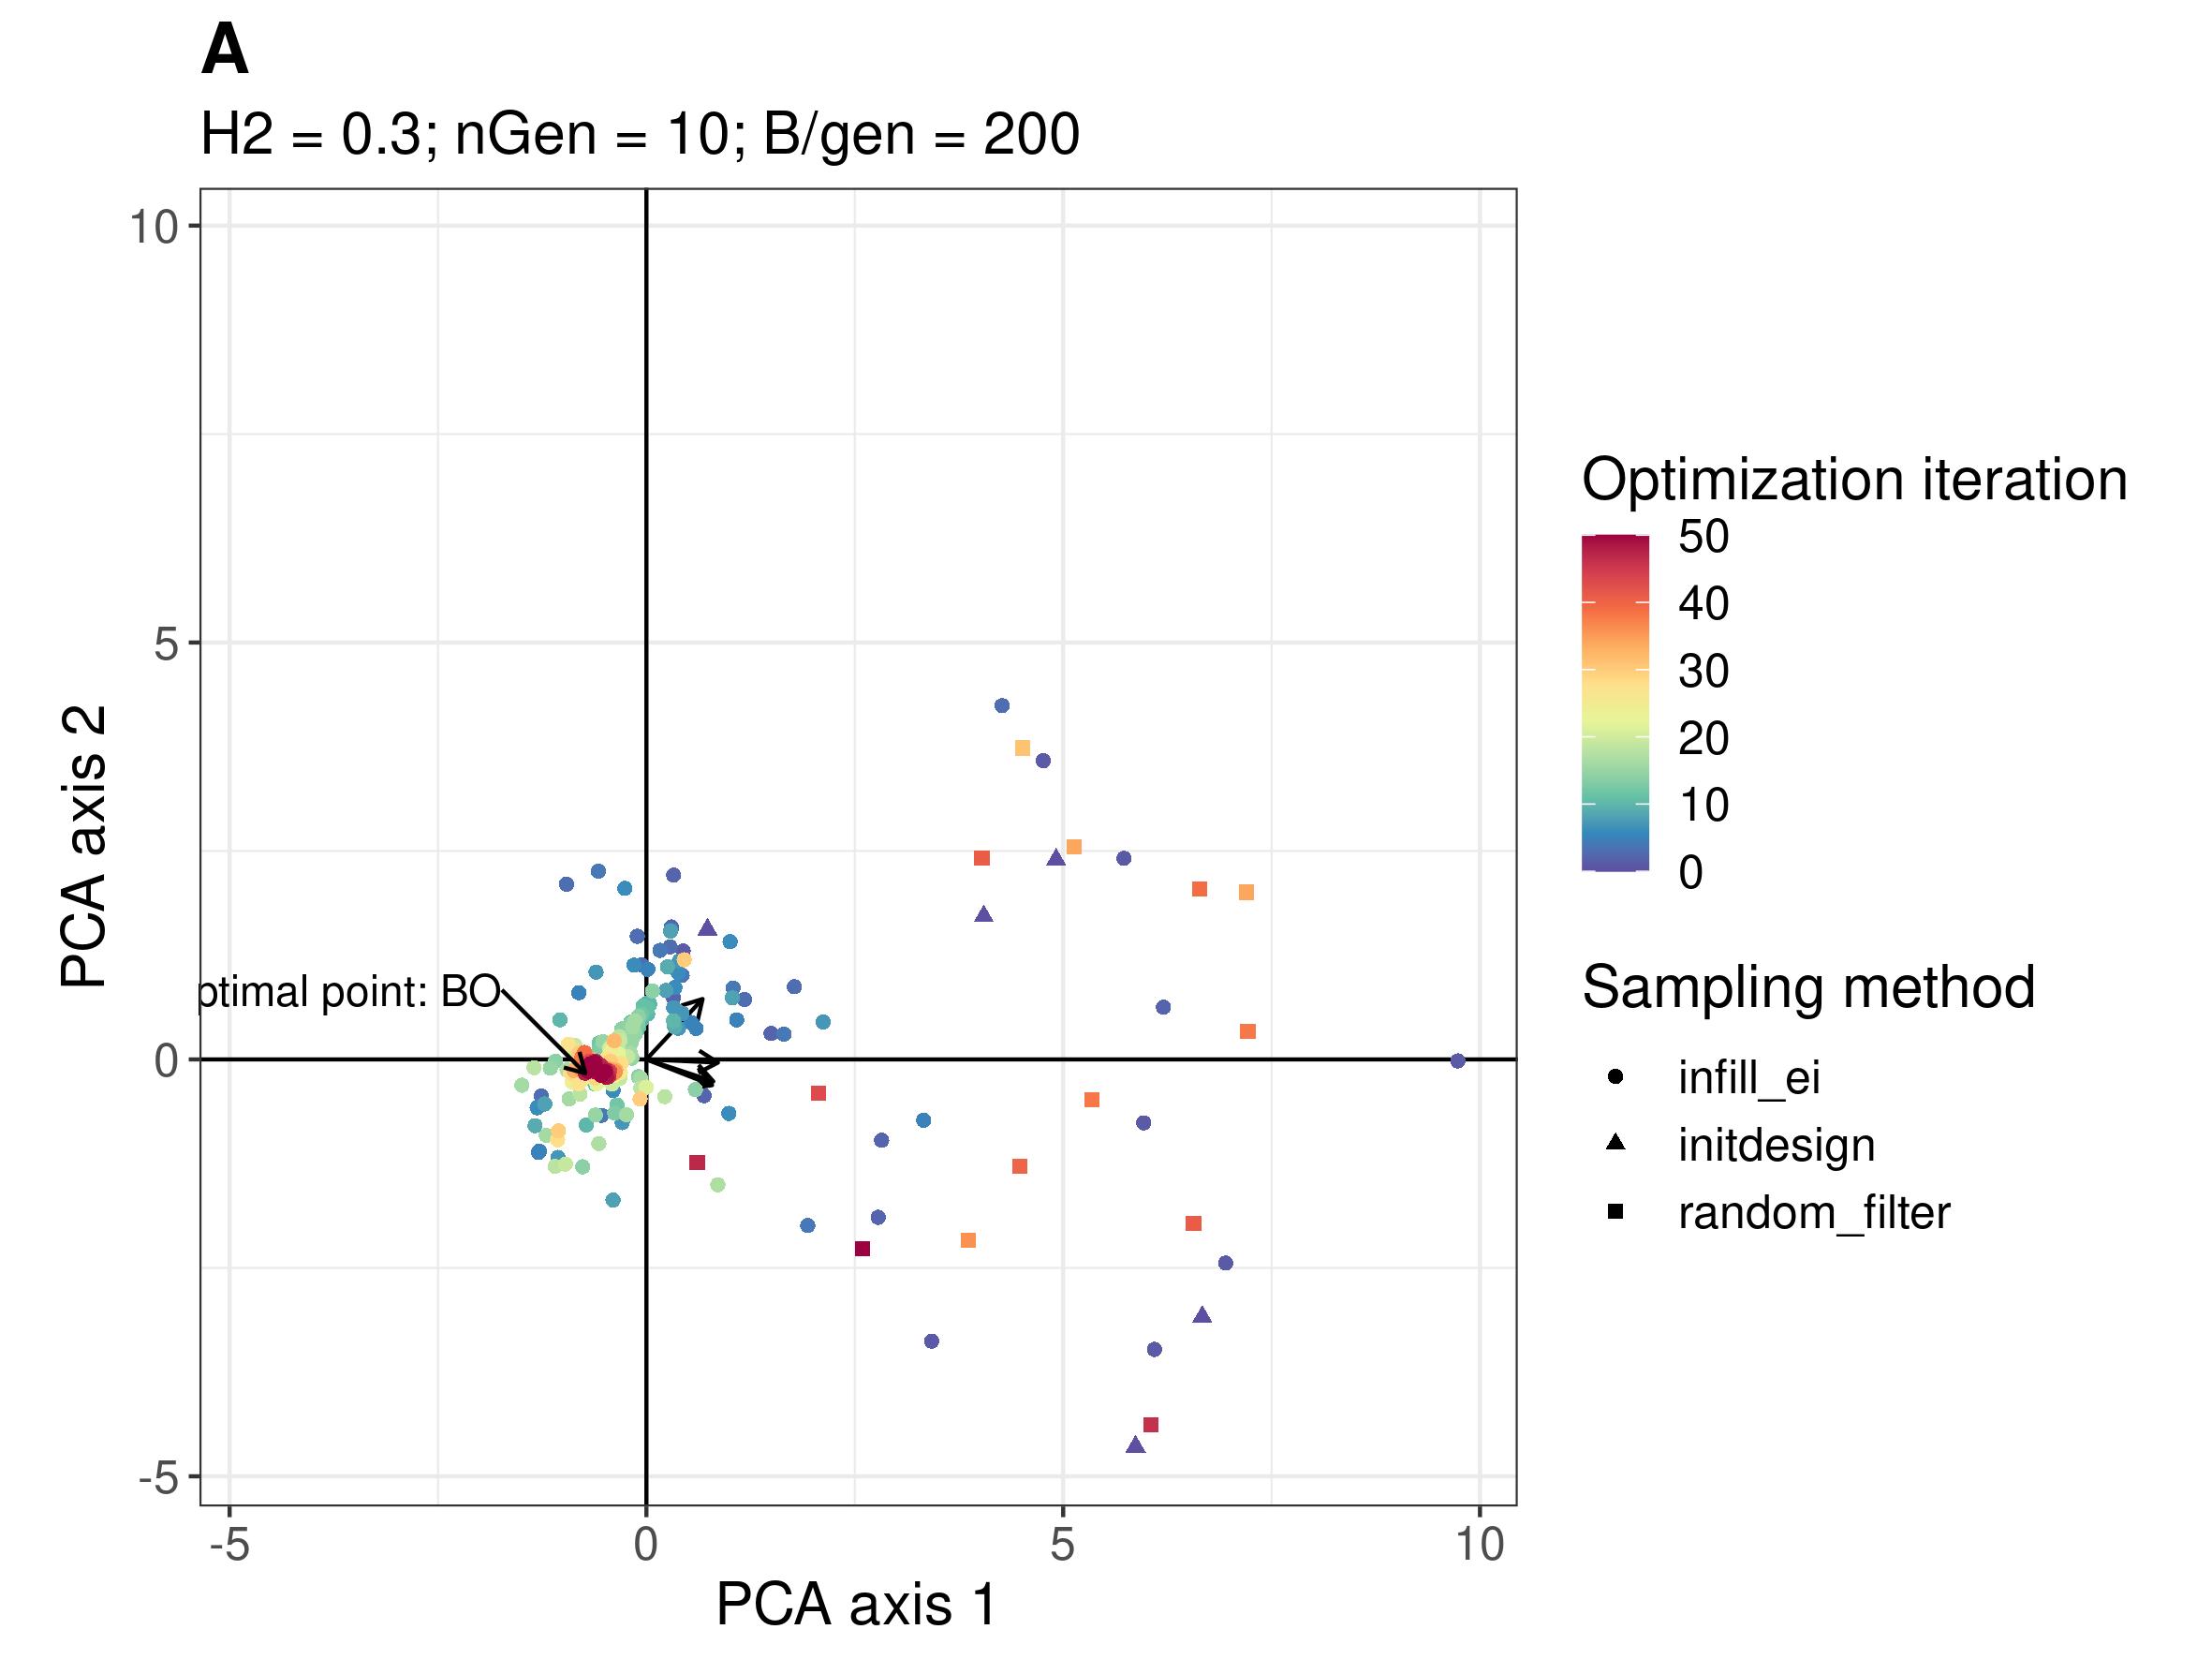 A
H2 = 0.3; nGen = 10; B/gen = 200
10
5
0
-5
PCA axis 2
ptimal point: BO
-5
0
5
10
PCA axis 1
Optimization iteration
50
40
30
20
10
0
Sampling method
infill_ei
initdesign
random_filter